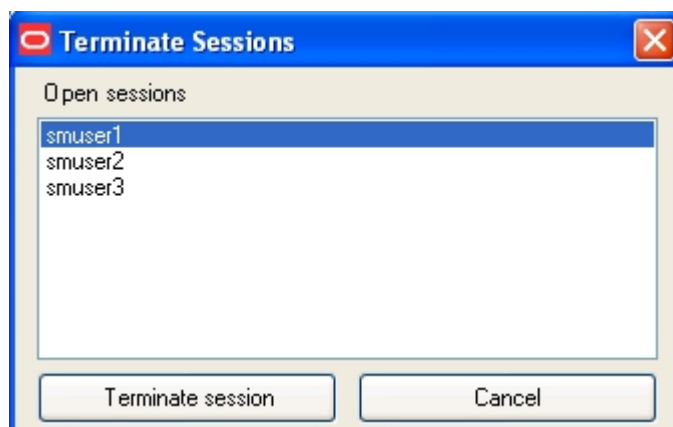 Terminate Sessions
Open sessions
smuser1
smuser2
smuser3
Terminate session
Cancel